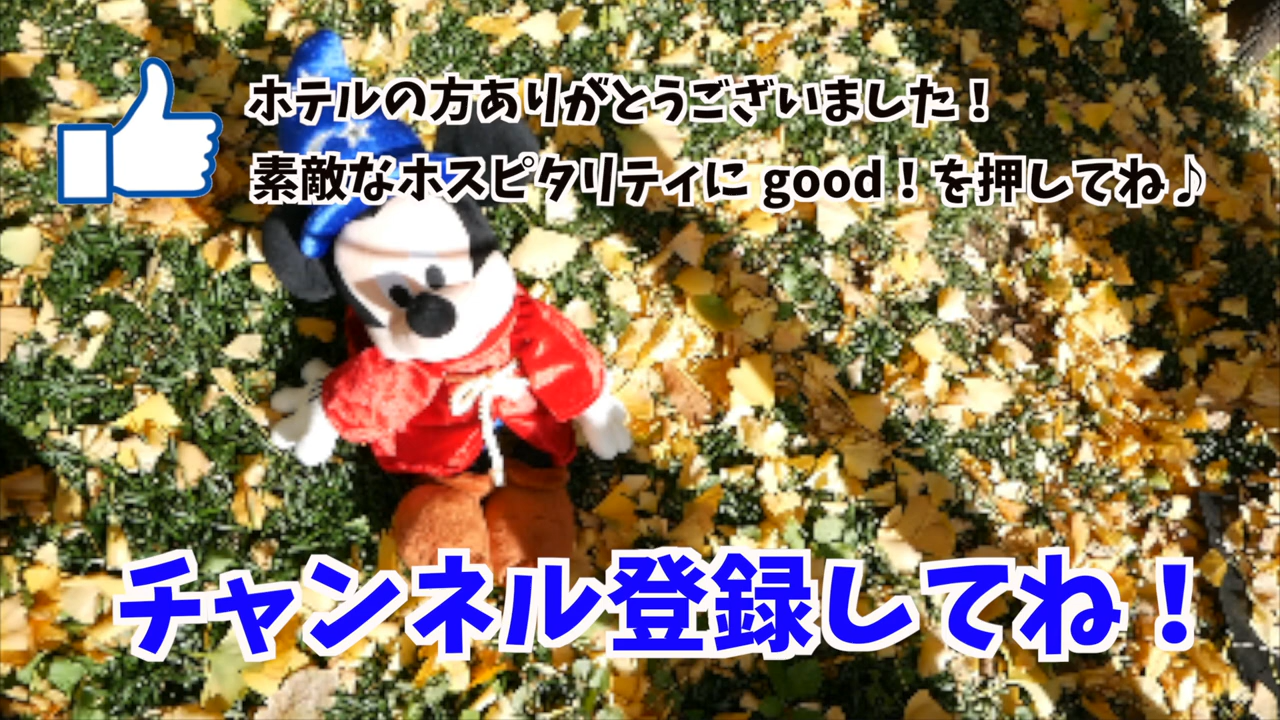 ホテルの方ありがとうございました！
素敵なホスピタリティに good！を押してね♪
チャンネル登録してね！